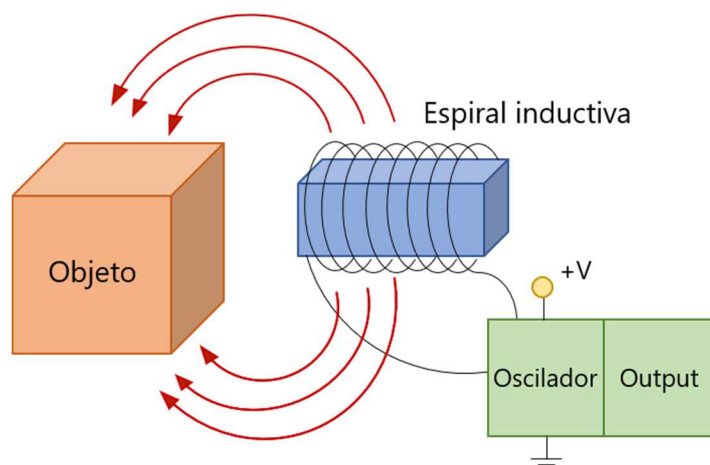 Espiral inductiva
Objeto
+V
Oscilador
Output